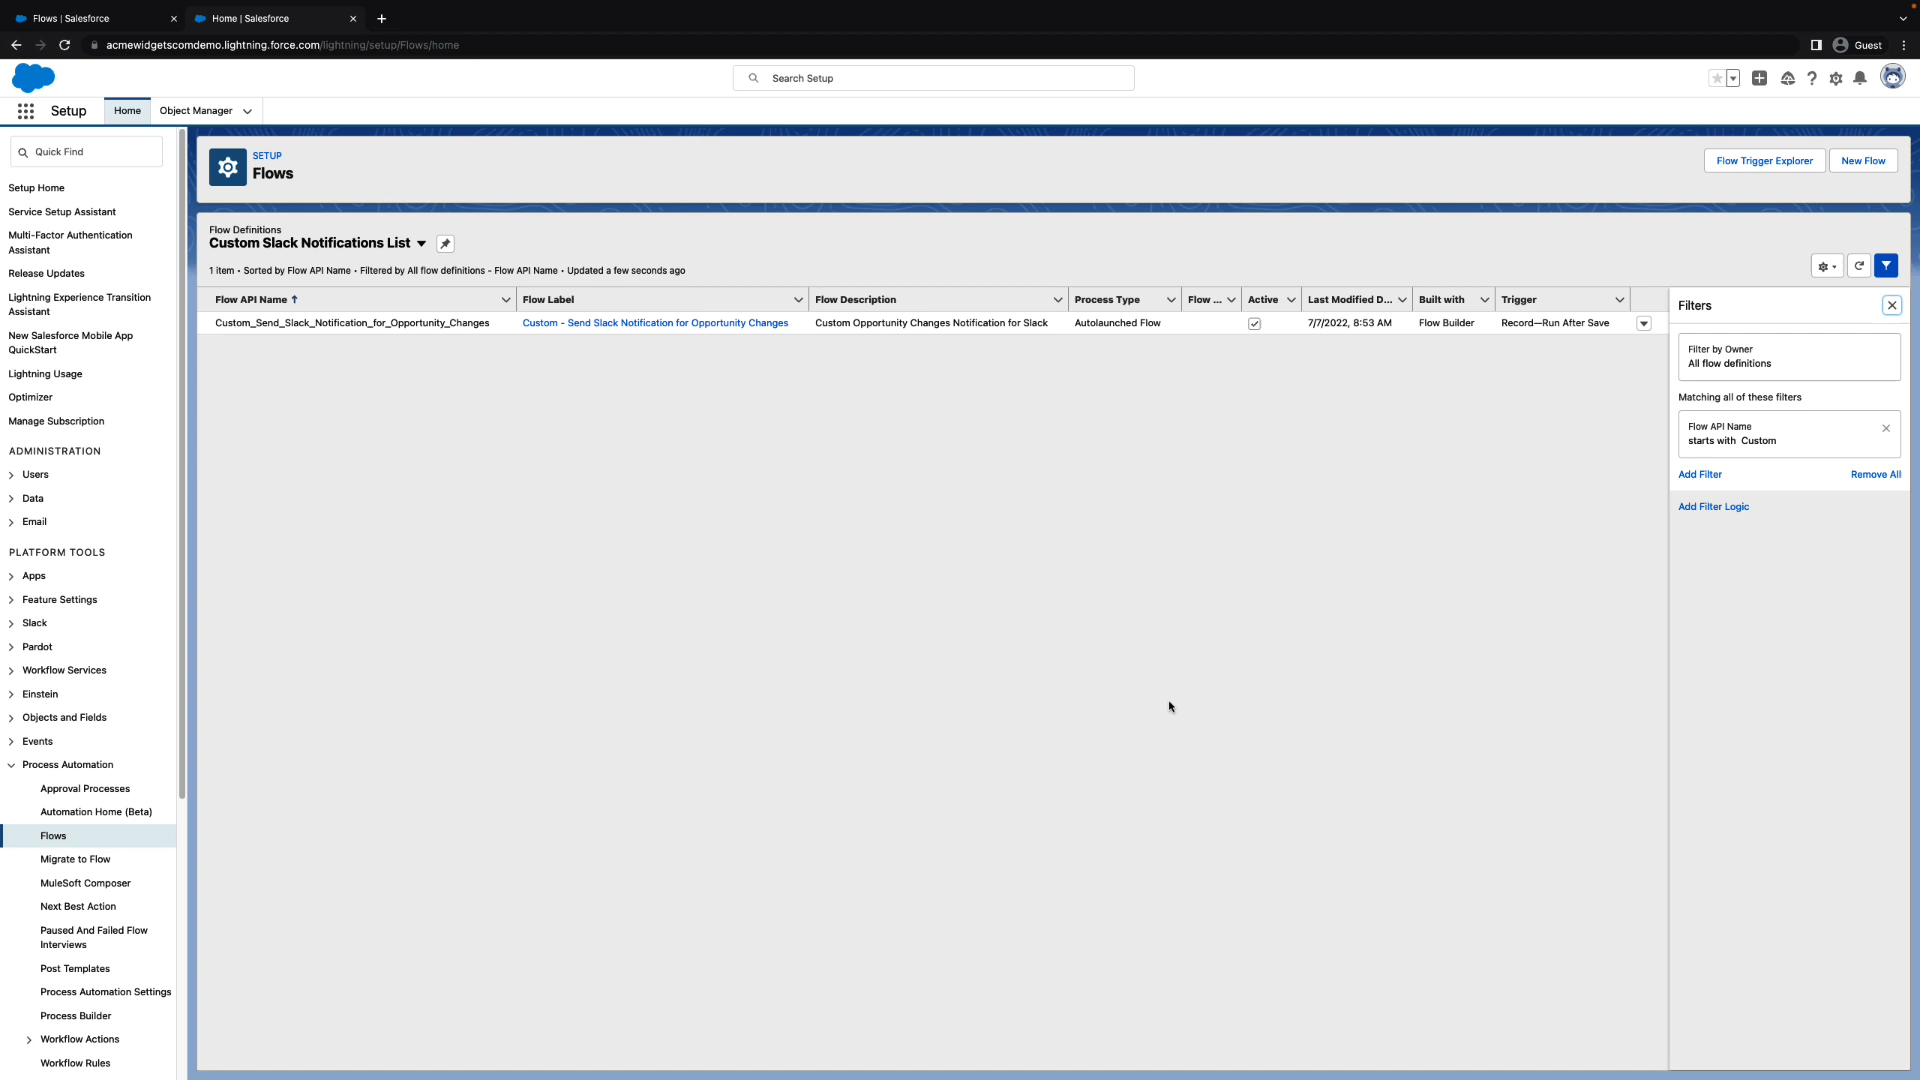 Flows | Salesforce
Home | Salesforce
acmewidgetscomdemo.lightning.force.com/lightning/setup/Flows/home
Guest
Search Setup
Setup
Home
Object Manager
Quick Find
Setup Home
Service Setup Assistant
Multi-Factor Authentication
Assistant
Release Updates
Lightning Experience Transition
Assistant
New Salesforce Mobile App
QuickStart
Lightning Usage
Optimizer
Manage Subscription
ADMINISTRATION
Users
Data
Email
PLATFORM TOOLS
Apps
Feature Settings
Slack
Pardot
Workflow Services
Einstein
Objects and Fields
Events
Process Automation
Approval Processes
Automation Home (Beta)
Flows
Migrate to Flow
MuleSoft Composer
Next Best Action
Paused And Failed Flow
Interviews
Post Templates
Process Automation Settings
Process Builder
Workflow Actions
Workflow Rules
SETUP
Flows
Flow Trigger Explorer
New Flow
Flow Definitions
Custom Slack Notifications List
1 item • Sorted by Flow API Name • Filtered by All flow definitions - Flow API Name • Updated a few seconds ago
Flow API Name ↑ Flow Label Flow Description Process Type Flow ... Active Last Modified D... Built with Trigger
Custom_Send_Slack_Notification_for_Opportunity_Changes Custom - Send Slack Notification for Opportunity Changes Custom Opportunity Changes Notification for Slack Autolaunched Flow 7/7/2022, 8:53 AM Flow Builder Record—Run After Save
Filters
Filter by Owner
All flow definitions
Matching all of these filters
Flow API Name
starts with Custom
Add Filter
Remove All
Add Filter Logic